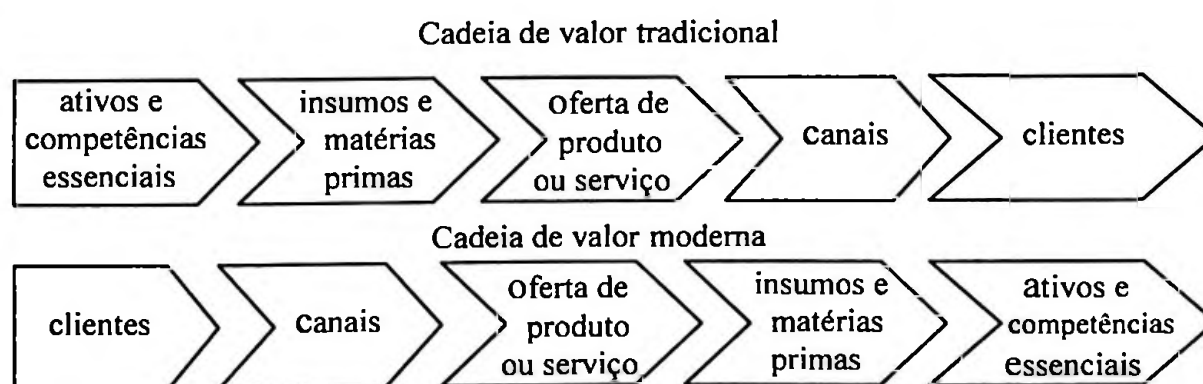 Cadeia de valor tradicional
ativos e
competências
essenciais
insumos e
matérias
primas
Oferta de
produto
ou serviço
Canais
clientes
Cadeia de valor moderna
clientes
Canais
Oferta de
produto
ou serviço
insumos e
matérias
primas
ativos e
competências
essenciais